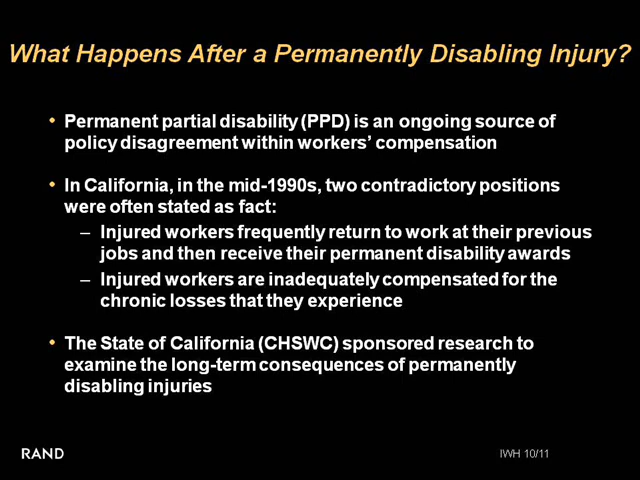 What Happens After a Permanently Disabling Injury?
• Permanent partial disability (PPD) is an ongoing source of
policy disagreement within workers' compensation
• In California, in the mid-1990s, two contradictory positions
were often stated as fact:
– Injured workers frequently return to work at their previous
jobs and then receive their permanent disability awards
– Injured workers are inadequately compensated for the
chronic losses that they experience
• The State of California (CHSWC) sponsored research to
examine the long-term consequences of permanently
disabling injuries
RAND
IWH 10/11